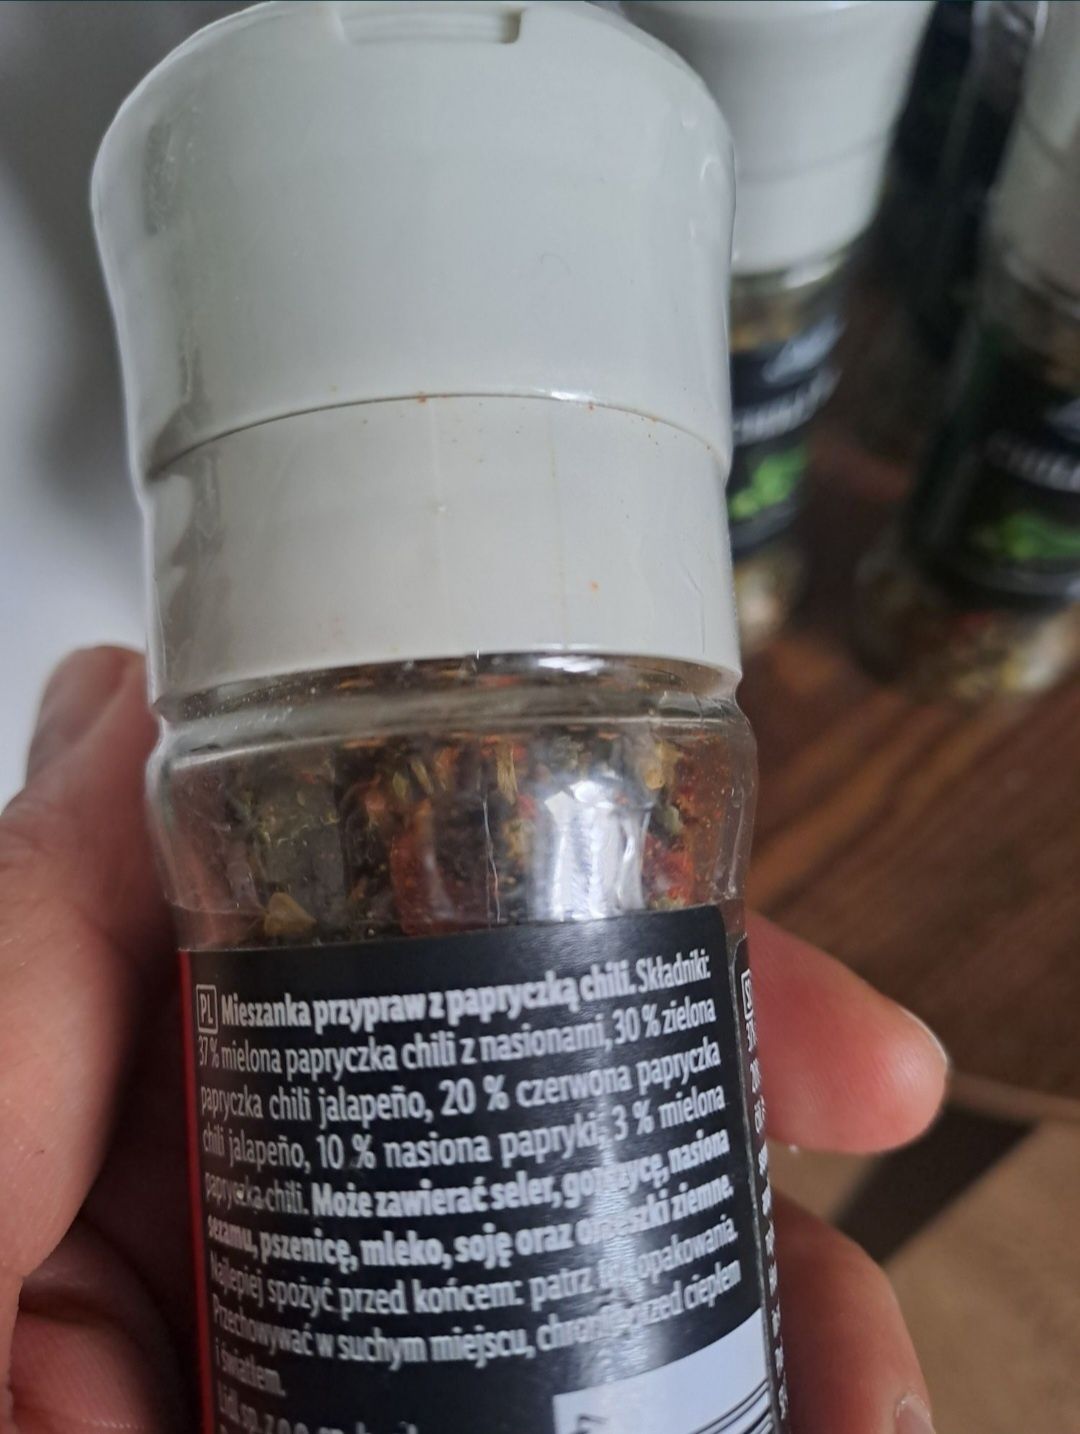 PL Mieszanka przypraw z papryczką chili. Składniki:
37 % mielona papryczka chili z nasionami, 30 % zielona
papryczka chili jalapeño, 20 % czerwona papryczka
chili jalapeño, 10 % nasiona papryki, 3 % mielona
papryczka chili. Może zawierać seler, gorczycę, nasiona
sezamu, pszenicę, mleko, soję oraz orzeszki ziemne.
Najlepiej spożyć przed końcem: patrz opakowania.
Przechowywać w suchym miejscu, chronić przed ciepłem
i światłem.
Lidl sp. z o.o.